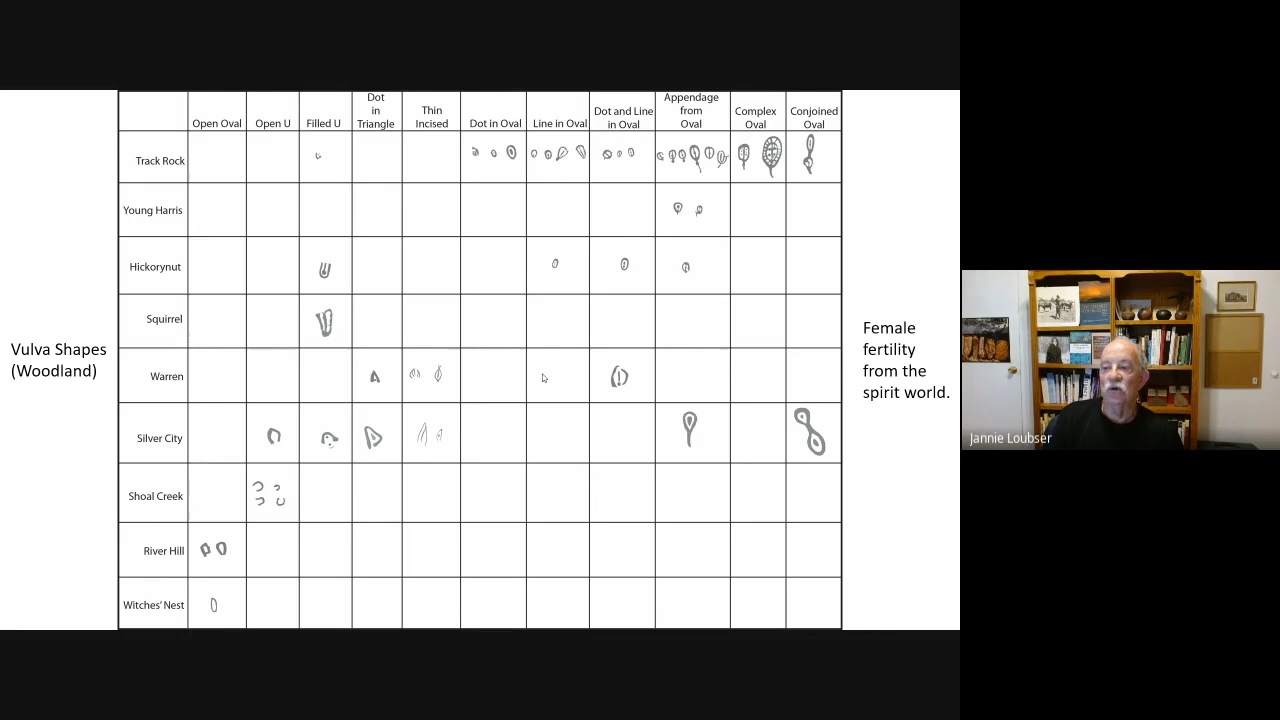 Vulva Shapes
(Woodland)
Open Oval
Open U
Filled U
Dot
in
Triangle
Thin
Incised
Dot in Oval
Line in Oval
Dot and Line
in Oval
Appendage
from
Oval
Complex
Oval
Conjoined
Oval
Track Rock
Young Harris
Hickorynut
Squirrel
Warren
Silver City
Shoal Creek
River Hill
Witches' Nest
Female
fertility
from the
spirit world.
Jannie Loubser